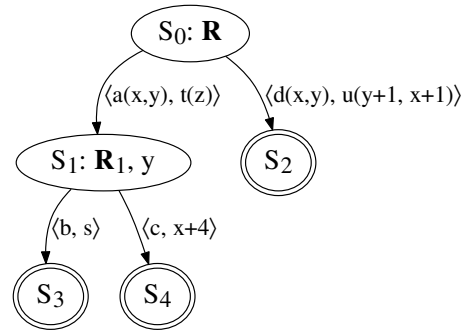 S₀: R
⟨a(x,y), t(z)⟩
⟨d(x,y), u(y+1, x+1)⟩
S₁: R₁, y
S₂
⟨b, s⟩
⟨c, x+4⟩
S₃
S₄